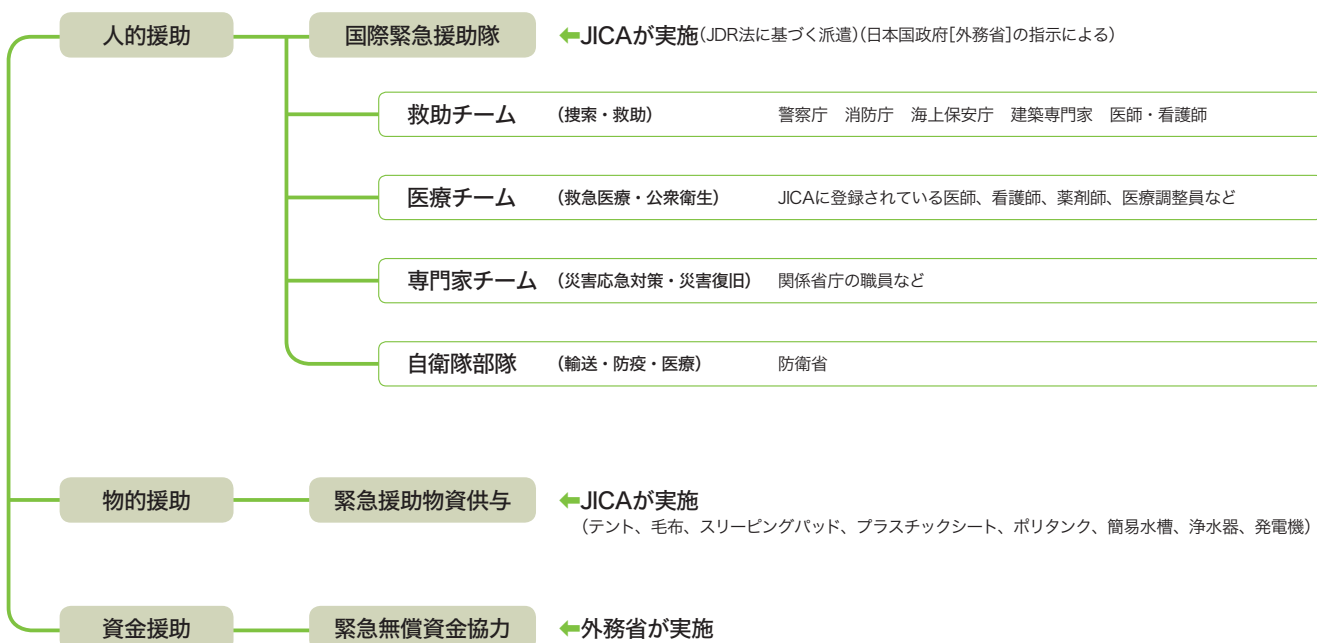 人的援助 国際緊急援助隊 ⬅JICAが実施(JDR法に基づく派遣)(日本国政府[外務省]の指示による)
救助チーム (捜索・救助) 警察庁 消防庁 海上保安庁 建築専門家 医師・看護師
医療チーム (救急医療・公衆衛生) JICAに登録されている医師、看護師、薬剤師、医療調整員など
専門家チーム (災害応急対策・災害復旧) 関係省庁の職員など
自衛隊部隊 (輸送・防疫・医療) 防衛省
物的援助 緊急援助物資供与 ⬅JICAが実施
(テント、毛布、スリーピングパッド、プラスチックシート、ポリタンク、簡易水槽、浄水器、発電機)
資金援助 緊急無償資金協力 ⬅外務省が実施